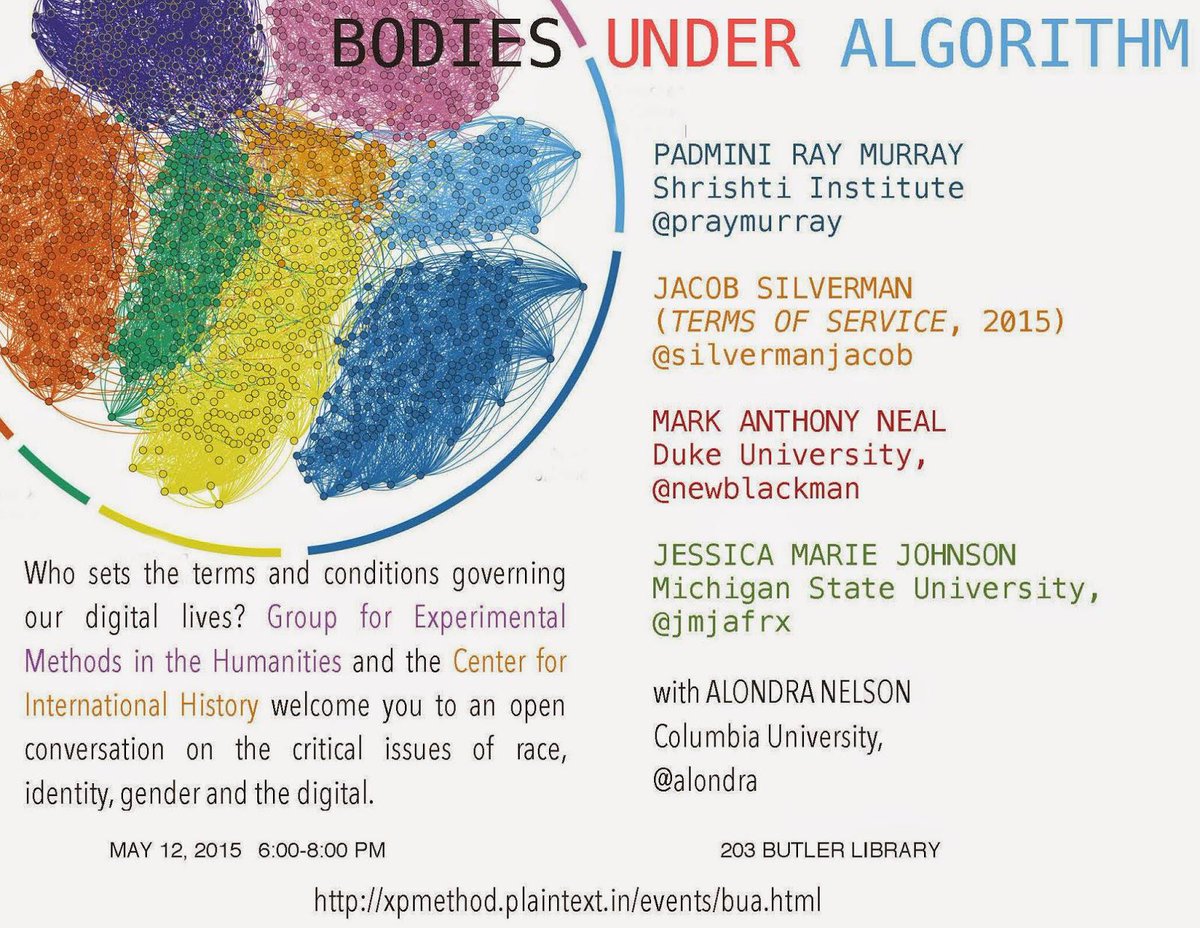 BODIES UNDER ALGORITHM
PADMINI RAY MURRAY
Shrishti Institute
@praymurray
JACOB SILVERMAN
(TERMS OF SERVICE, 2015)
@silvermanjacob
MARK ANTHONY NEAL
Duke University,
@newblackman
JESSICA MARIE JOHNSON
Michigan State University,
@jmjafrx
with ALONDRA NELSON
Columbia University,
@alondra
Who sets the terms and conditions governing
our digital lives? Group for Experimental
Methods in the Humanities and the Center for
International History welcome you to an open
conversation on the critical issues of race,
identity, gender and the digital.
MAY 12, 2015 6:00-8:00 PM
203 BUTLER LIBRARY
http://xpmethod.plaintext.in/events/bua.html